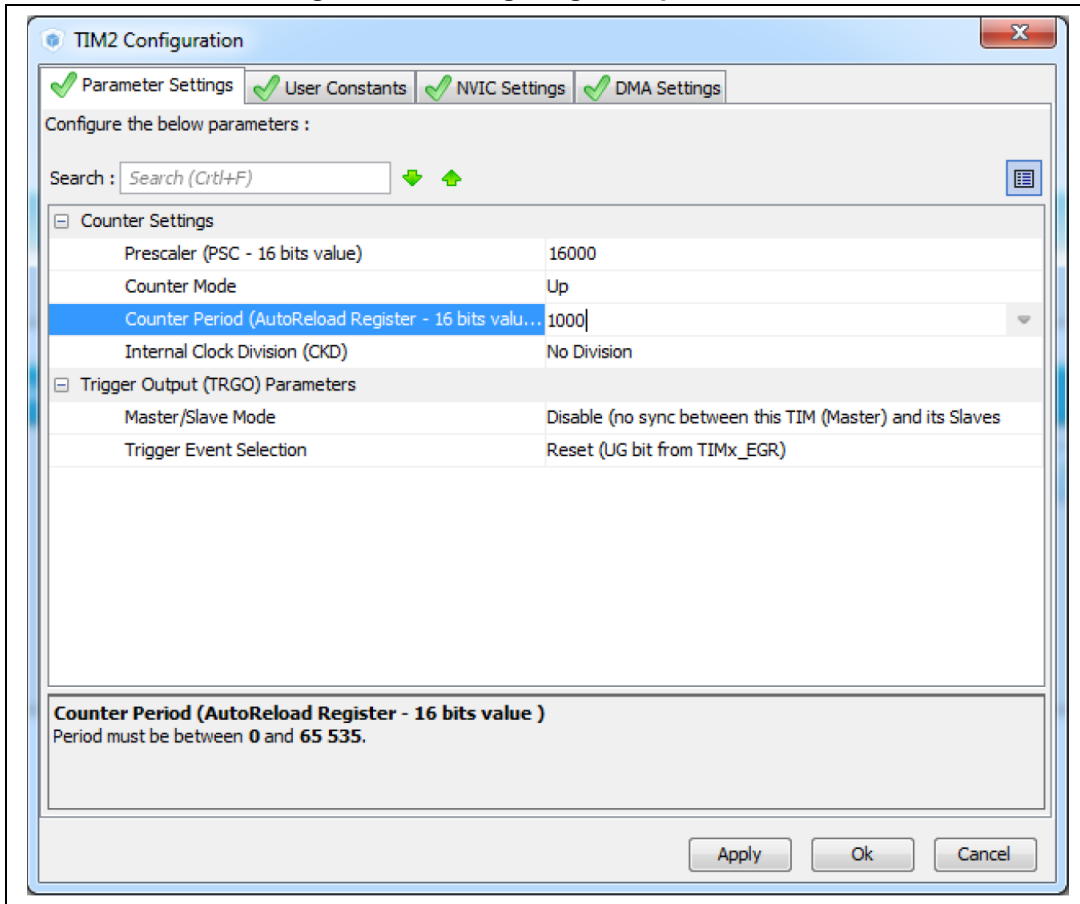 TIM2 Configuration
Parameter Settings User Constants NVIC Settings DMA Settings
Configure the below parameters :
Search : Search (Crtl+F)
Counter Settings
Prescaler (PSC - 16 bits value) 16000
Counter Mode Up
Counter Period (AutoReload Register - 16 bits valu... 1000
Internal Clock Division (CKD) No Division
Trigger Output (TRGO) Parameters
Master/Slave Mode Disable (no sync between this TIM (Master) and its Slaves
Trigger Event Selection Reset (UG bit from TIMx_EGR)
Counter Period (AutoReload Register - 16 bits value )
Period must be between 0 and 65 535.
Apply Ok Cancel